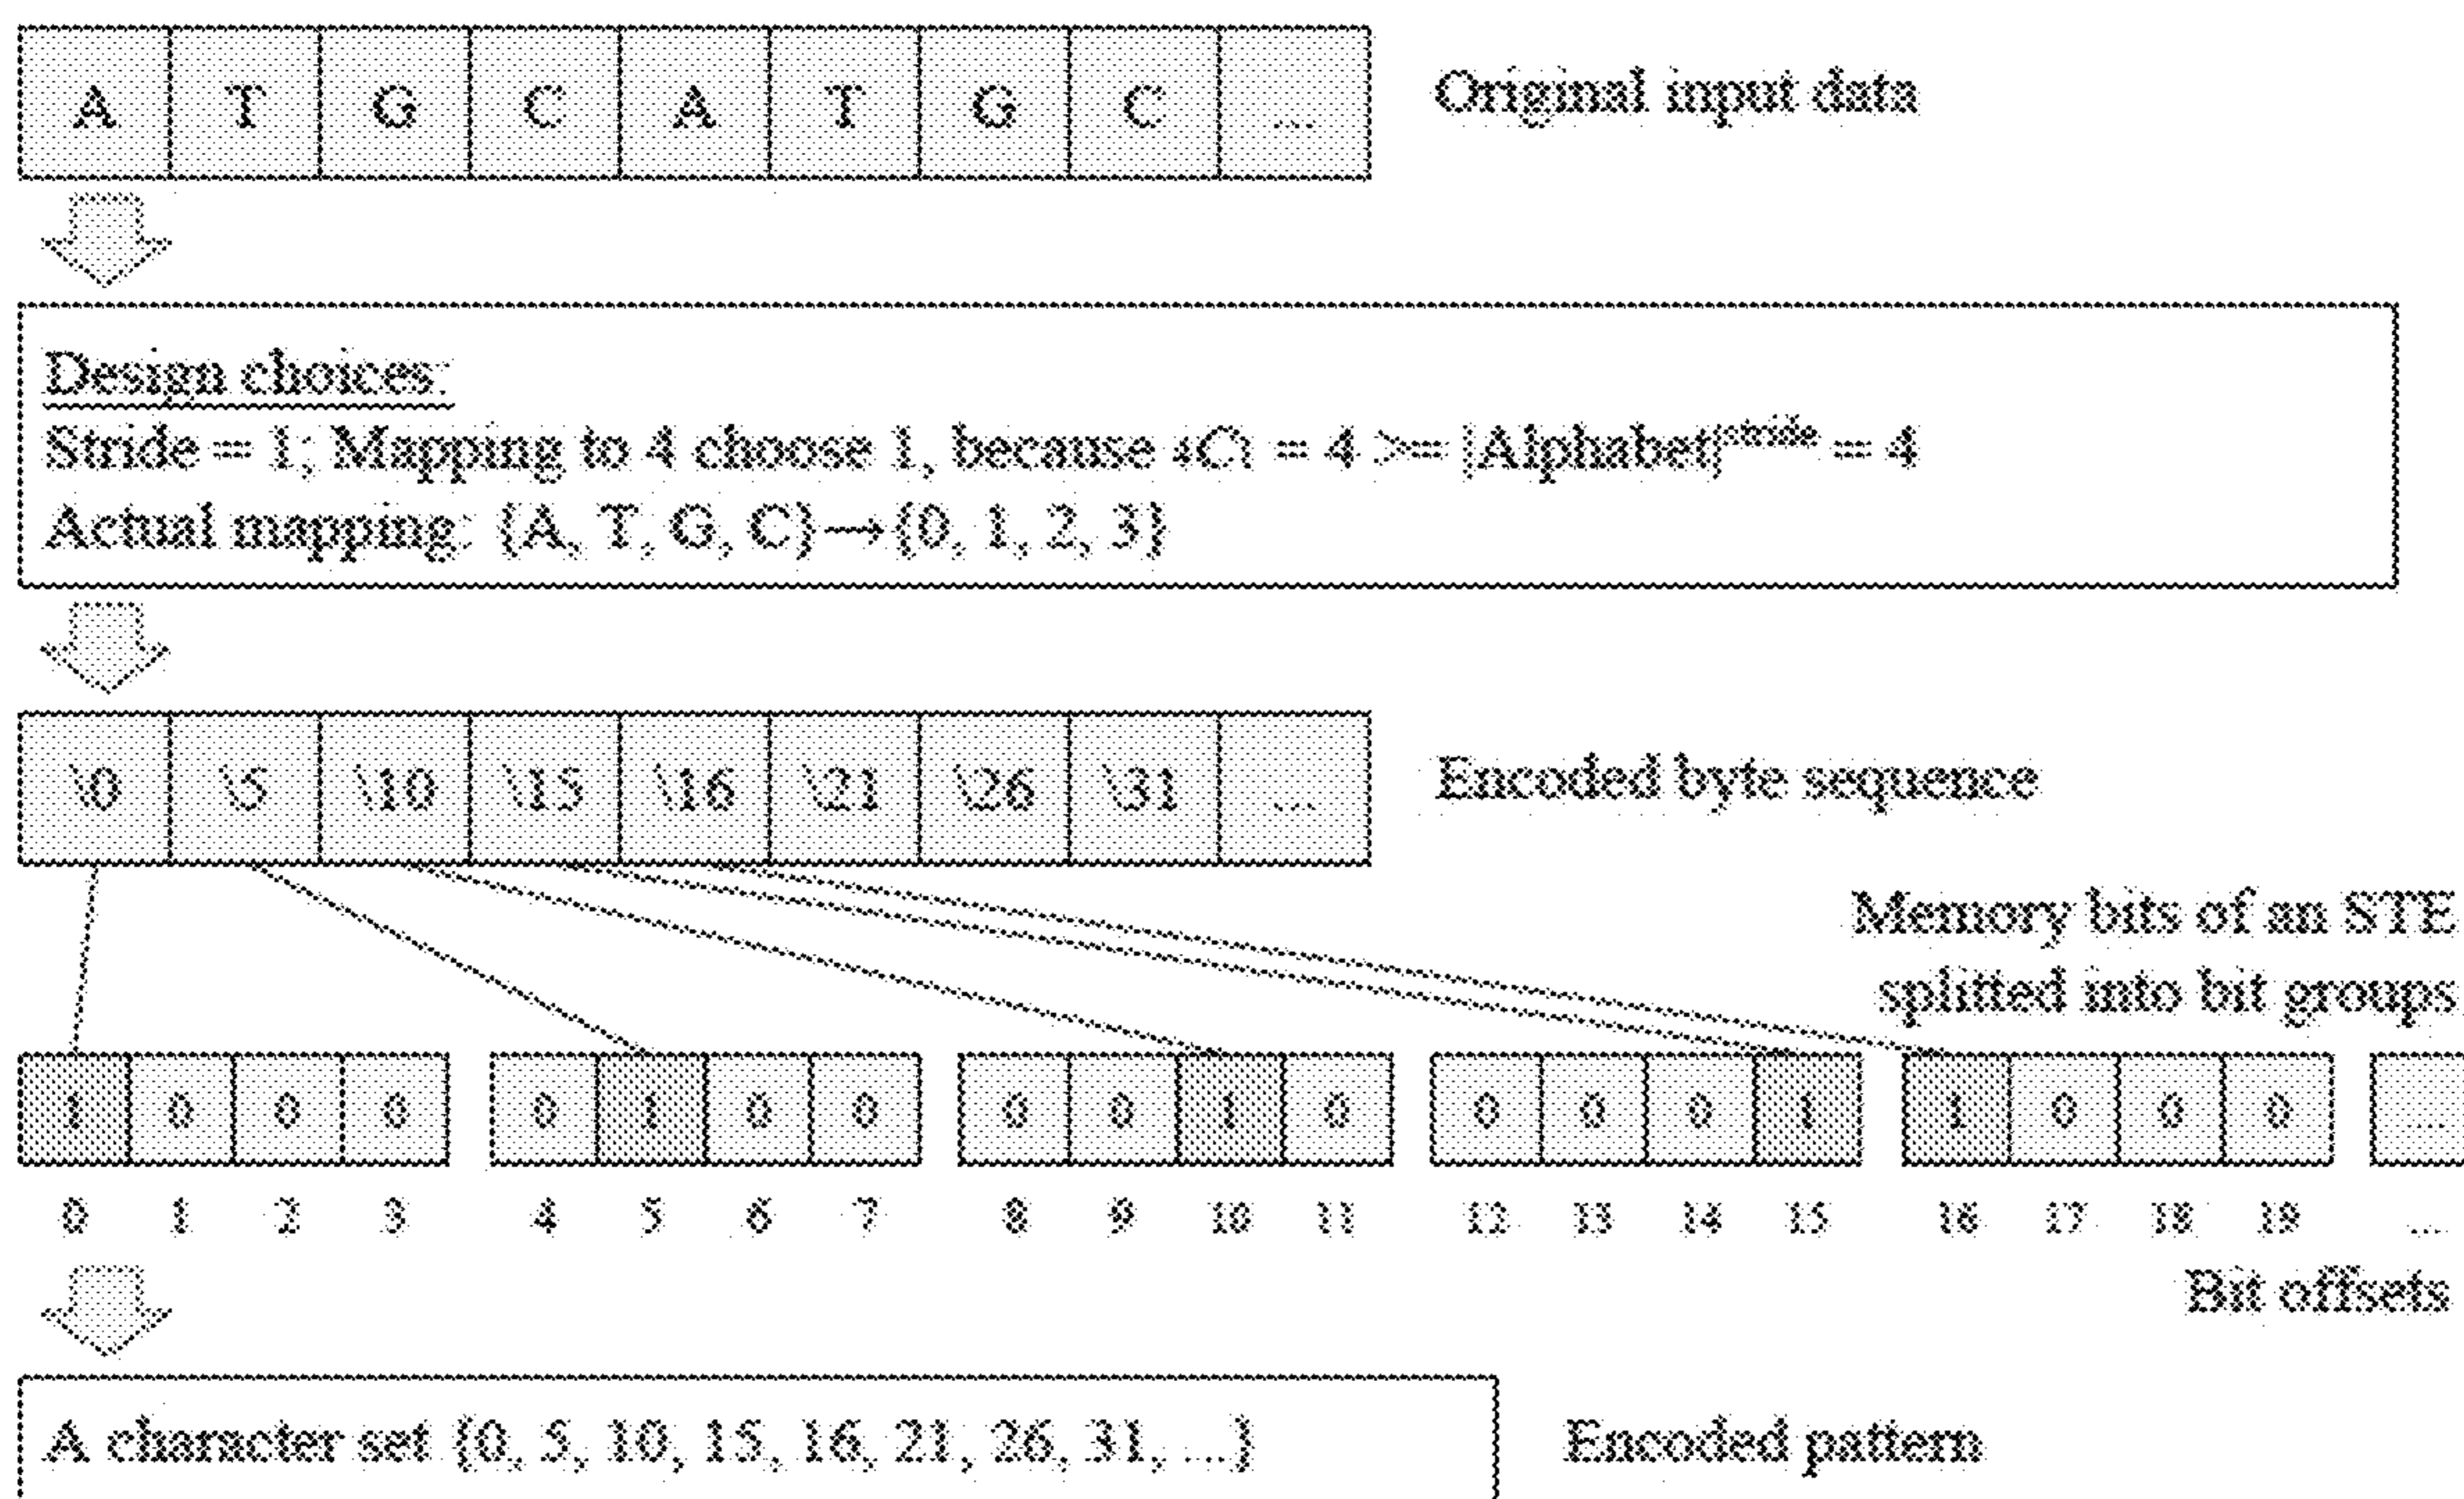 A T G C A T G C ...
Original input data
Design choices:
Stride = 1; Mapping to 4 choose 1, because ₄C₁ = 4 >= |Alphabet|^stride = 4
Actual mapping: {A, T, G, C}→{0, 1, 2, 3}
\0 \5 \10 \15 \16 \21 \26 \31 ...
Encoded byte sequence
Memory bits of an STE
splitted into bit groups
1 0 0 0 0 1 0 0 0 0 1 0 0 0 0 1 1 0 0 0 ...
0 1 2 3 4 5 6 7 8 9 10 11 12 13 14 15 16 17 18 19 ...
Bit offsets
A character set {0, 5, 10, 15, 16, 21, 26, 31, ...}
Encoded pattern